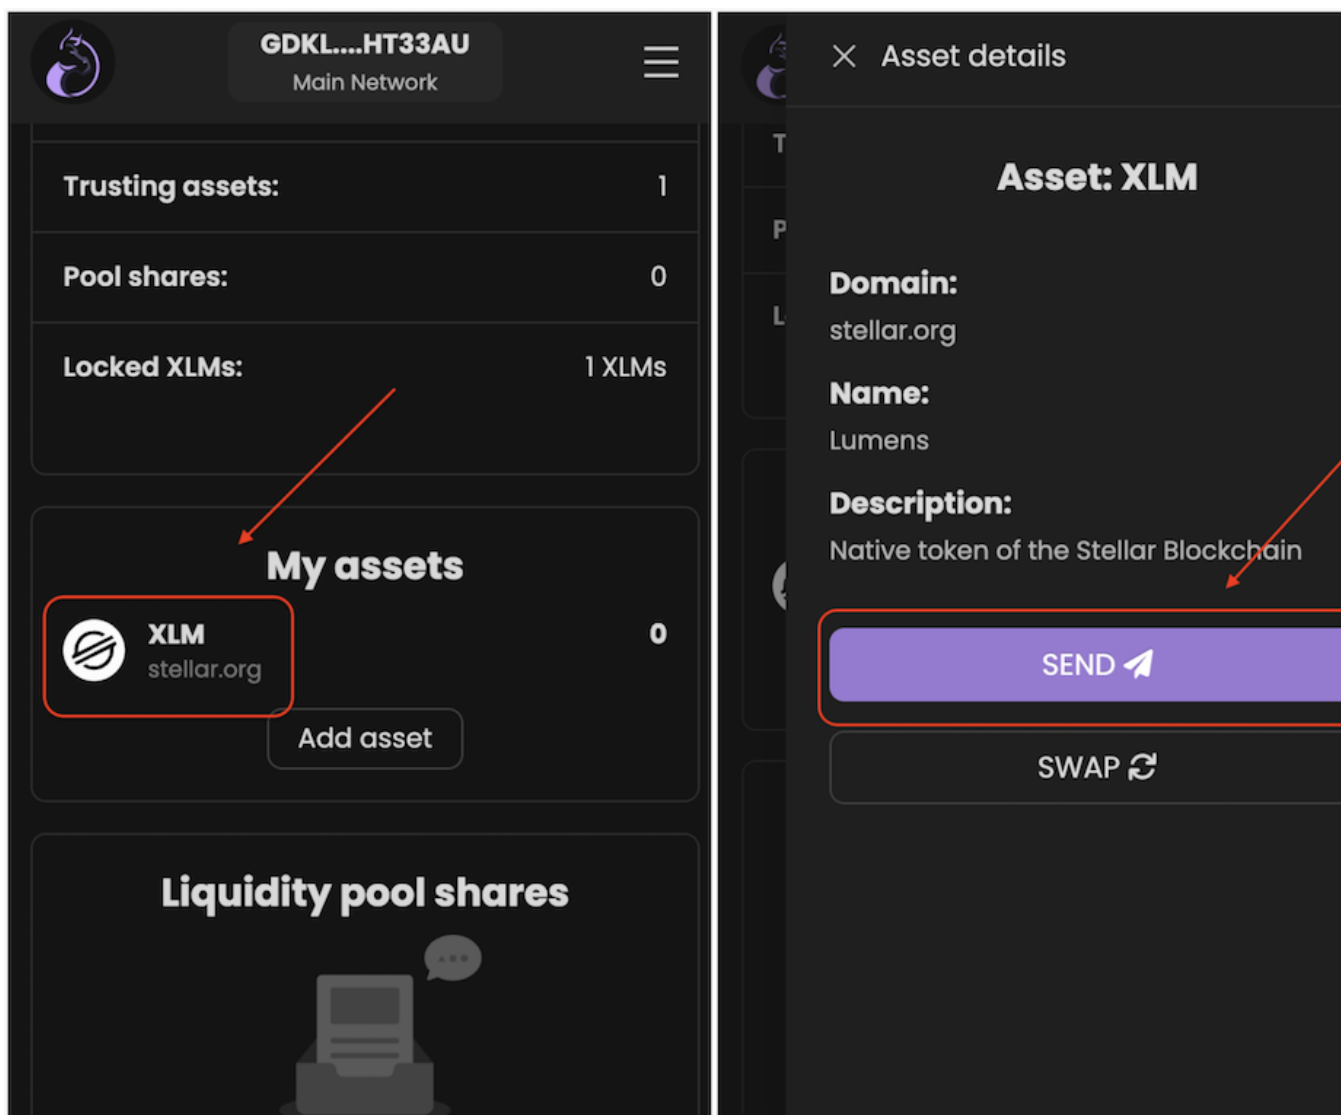 GDKL....HT33AU
Main Network
Trusting assets: 1
Pool shares: 0
Locked XLMs: 1 XLMs
My assets
XLM 0
stellar.org
Add asset
Liquidity pool shares
Asset details
T
P
L
Asset: XLM
Domain:
stellar.org
Name:
Lumens
Description:
Native token of the Stellar Blockchain
SEND
SWAP